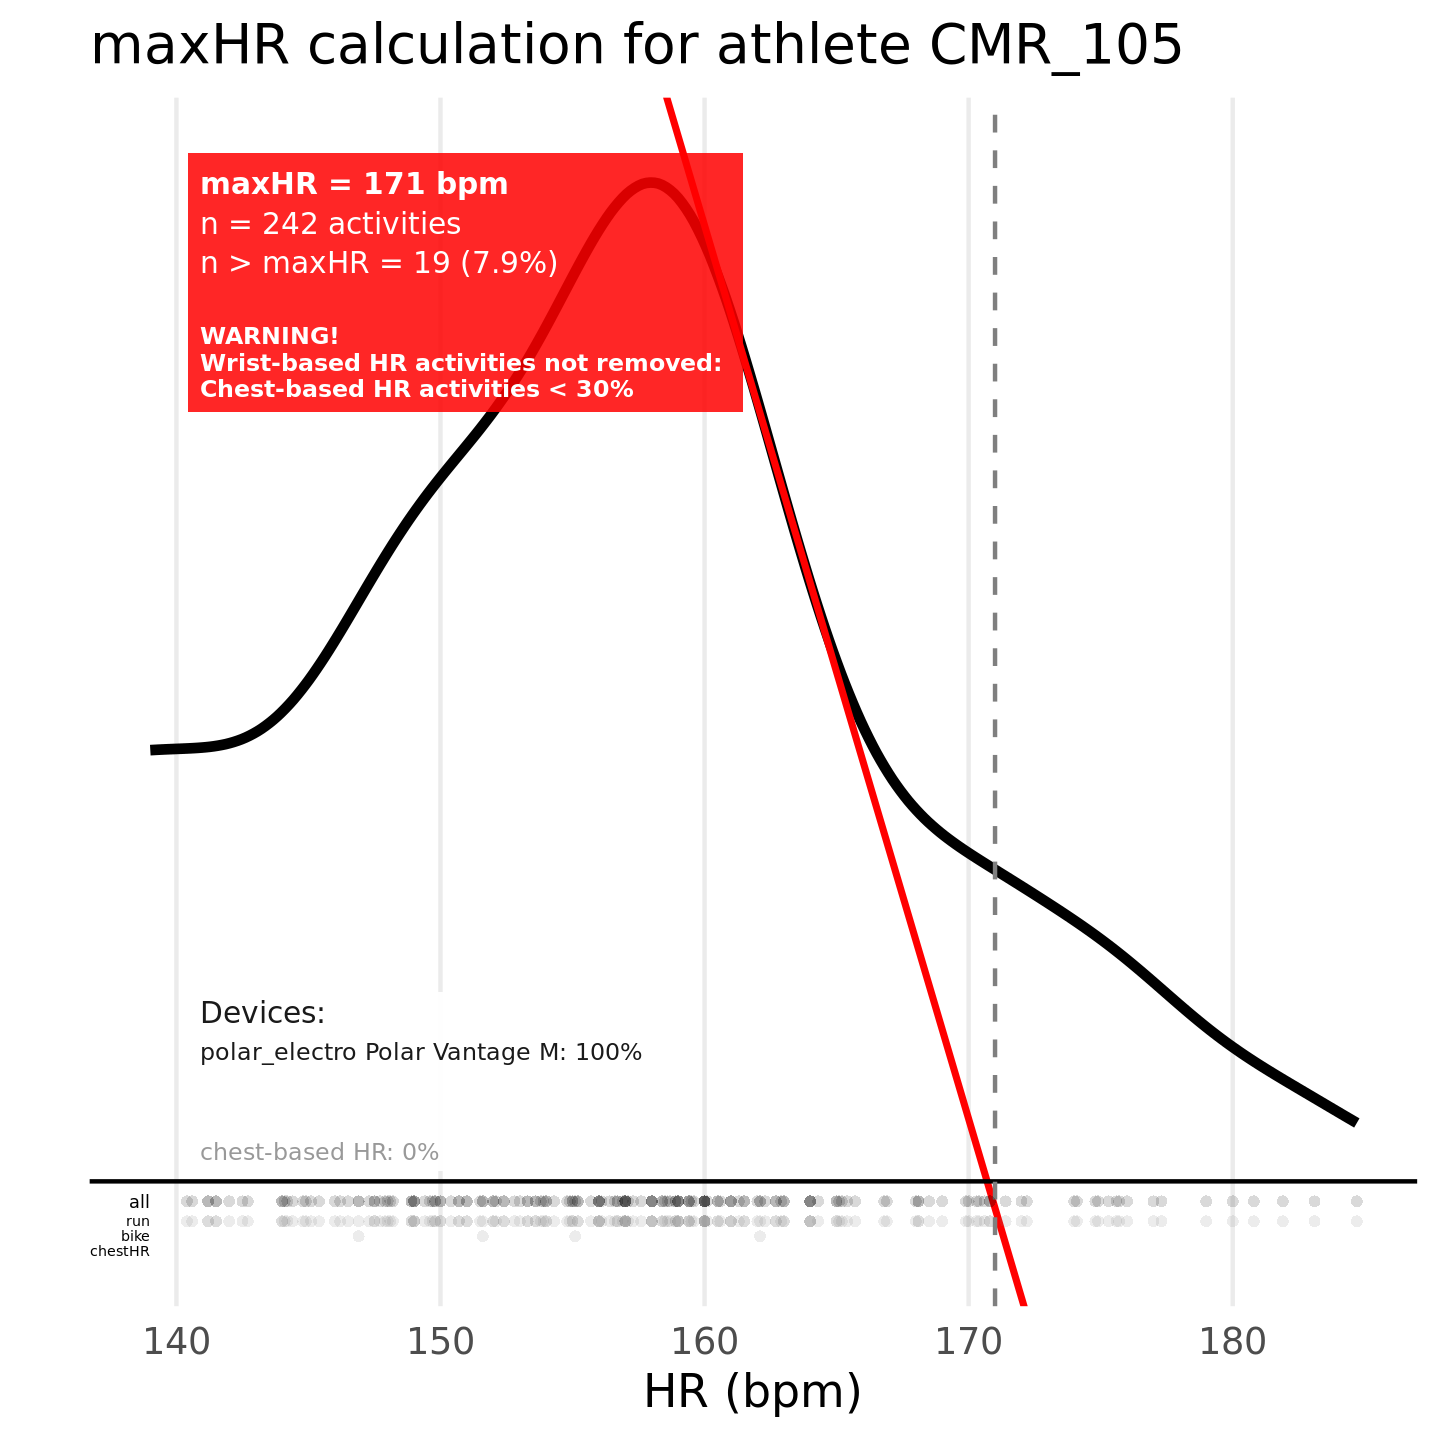 maxHR calculation for athlete CMR_105
maxHR = 171 bpm
n = 242 activities
n > maxHR = 19 (7.9%)
WARNING!
Wrist-based HR activities not removed:
Chest-based HR activities < 30%
Devices:
polar_electro Polar Vantage M: 100%
chest-based HR: 0%
all
run
bike
chestHR
140 150 160 170 180
HR (bpm)